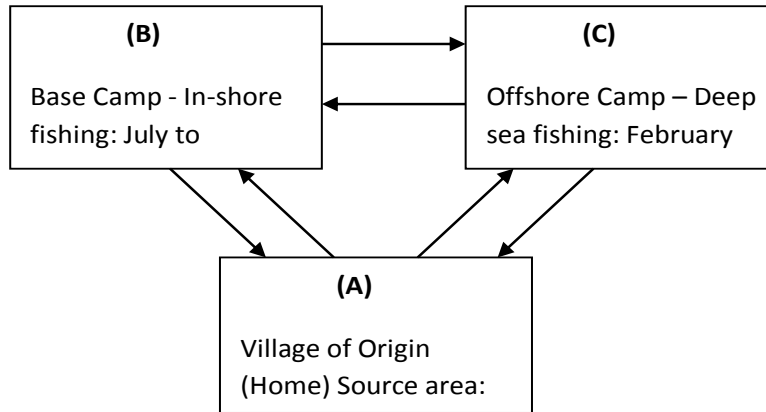 (B)
Base Camp - In-shore
fishing: July to
(C)
Offshore Camp – Deep
sea fishing: February
(A)
Village of Origin
(Home) Source area: